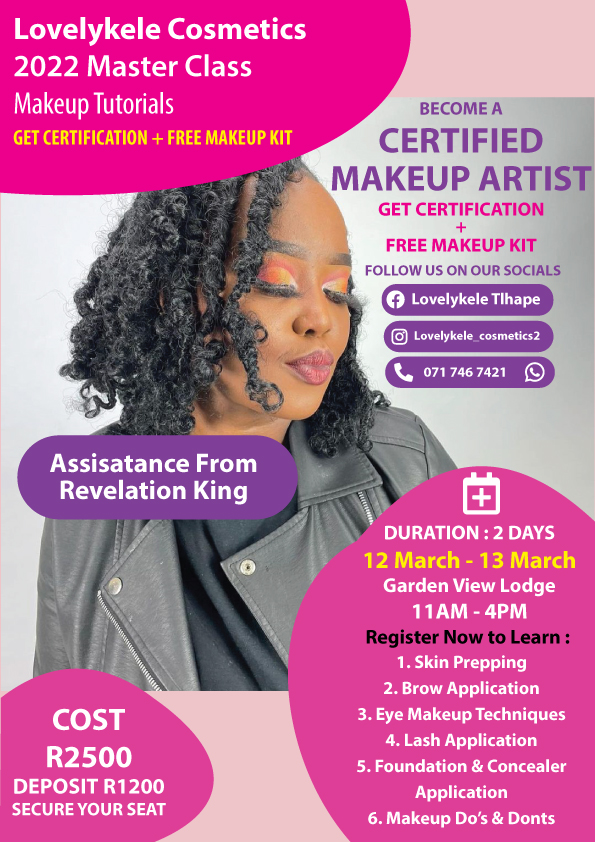 Lovelykele Cosmetics
2022 Master Class
Makeup Tutorials
GET CERTIFICATION + FREE MAKEUP KIT
BECOME A
CERTIFIED
MAKEUP ARTIST
GET CERTIFICATION
+
FREE MAKEUP KIT
FOLLOW US ON OUR SOCIALS
Lovelykele Tlhape
Lovelykele_cosmetics2
071 746 7421
Assisatance From
Revelation King
DURATION : 2 DAYS
12 March - 13 March
Garden View Lodge
11AM - 4PM
Register Now to Learn :
1. Skin Prepping
2. Brow Application
3. Eye Makeup Techniques
4. Lash Application
5. Foundation & Concealer
Application
6. Makeup Do’s & Donts
COST
R2500
DEPOSIT R1200
SECURE YOUR SEAT